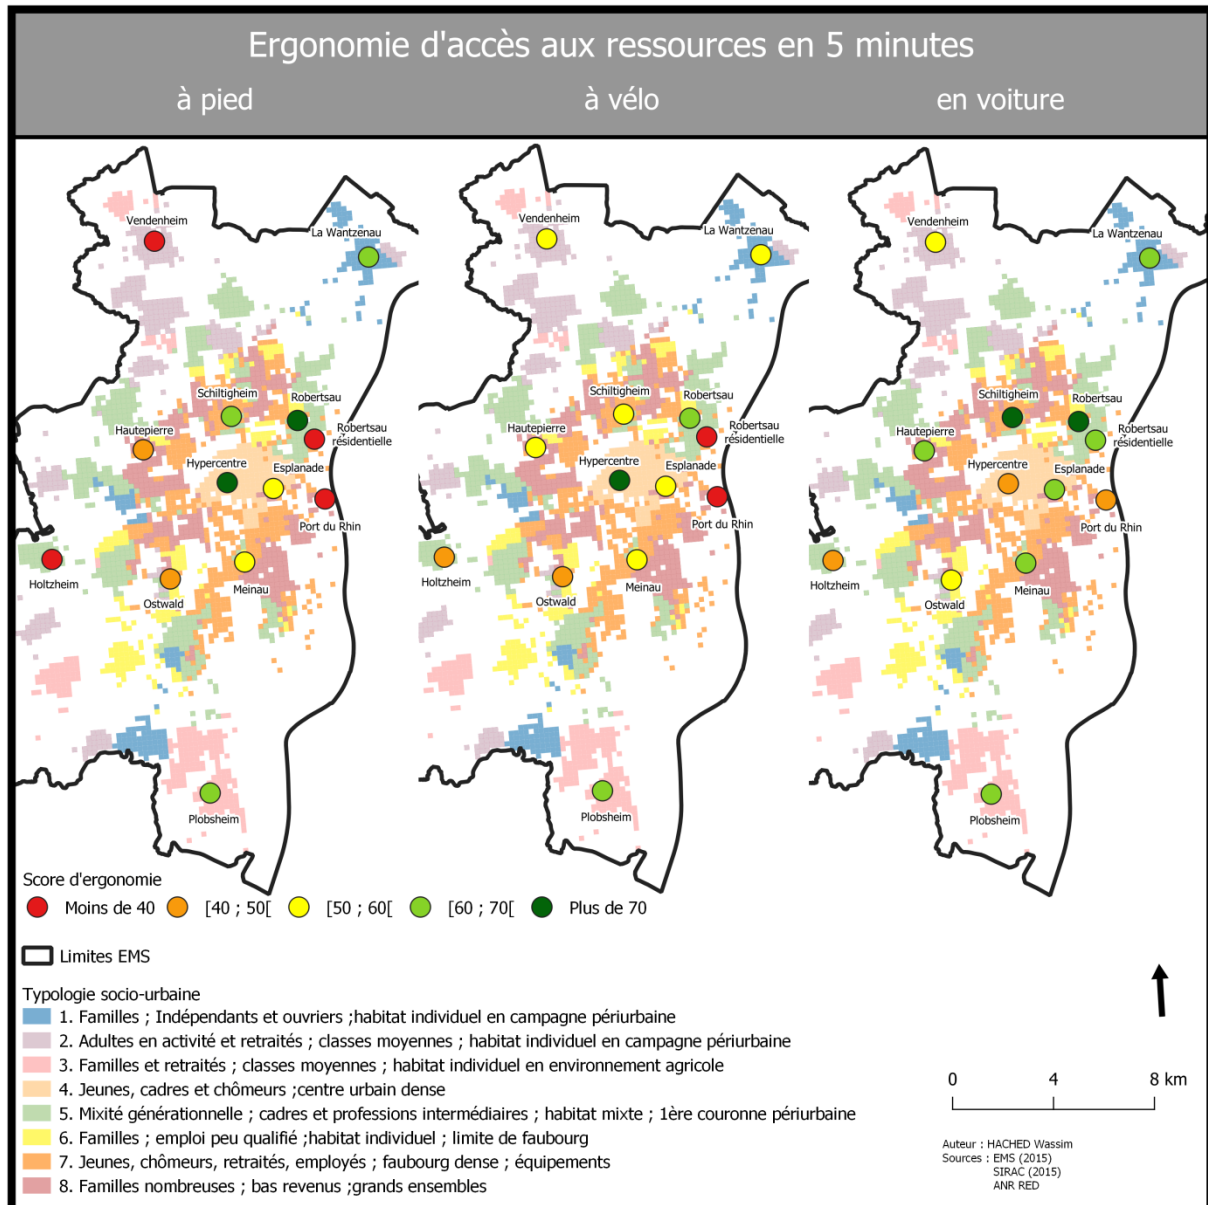 Ergonomie d'accès aux ressources en 5 minutes
à pied
à vélo
en voiture
Vendenheim
La Wantzenau
Schiltigheim
Robertsau
Robertsau
résidentielle
Hautepierre
Hypercentre
Esplanade
Port du Rhin
Holtzheim
Ostwald
Meinau
Plobsheim
Vendenheim
La Wantzenau
Schiltigheim
Robertsau
Robertsau
résidentielle
Hautepierre
Hypercentre
Esplanade
Port du Rhin
Holtzheim
Ostwald
Meinau
Plobsheim
Vendenheim
La Wantzenau
Schiltigheim
Robertsau
Robertsau
résidentielle
Hautepierre
Hypercentre
Esplanade
Port du Rhin
Holtzheim
Ostwald
Meinau
Plobsheim
Score d'ergonomie
Moins de 40 [40 ; 50[ [50 ; 60[ [60 ; 70[ Plus de 70
Limites EMS
Typologie socio-urbaine
1. Familles ; Indépendants et ouvriers ;habitat individuel en campagne périurbaine
2. Adultes en activité et retraités ; classes moyennes ; habitat individuel en campagne périurbaine
3. Familles et retraités ; classes moyennes ; habitat individuel en environnement agricole
4. Jeunes, cadres et chômeurs ;centre urbain dense
5. Mixité générationnelle ; cadres et professions intermédiaires ; habitat mixte ; 1ère couronne périurbaine
6. Familles ; emploi peu qualifié ;habitat individuel ; limite de faubourg
7. Jeunes, chômeurs, retraités, employés ; faubourg dense ; équipements
8. Familles nombreuses ; bas revenus ;grands ensembles
0 4 8 km
Auteur : HACHED Wassim
Sources : EMS (2015)
SIRAC (2015)
ANR RED